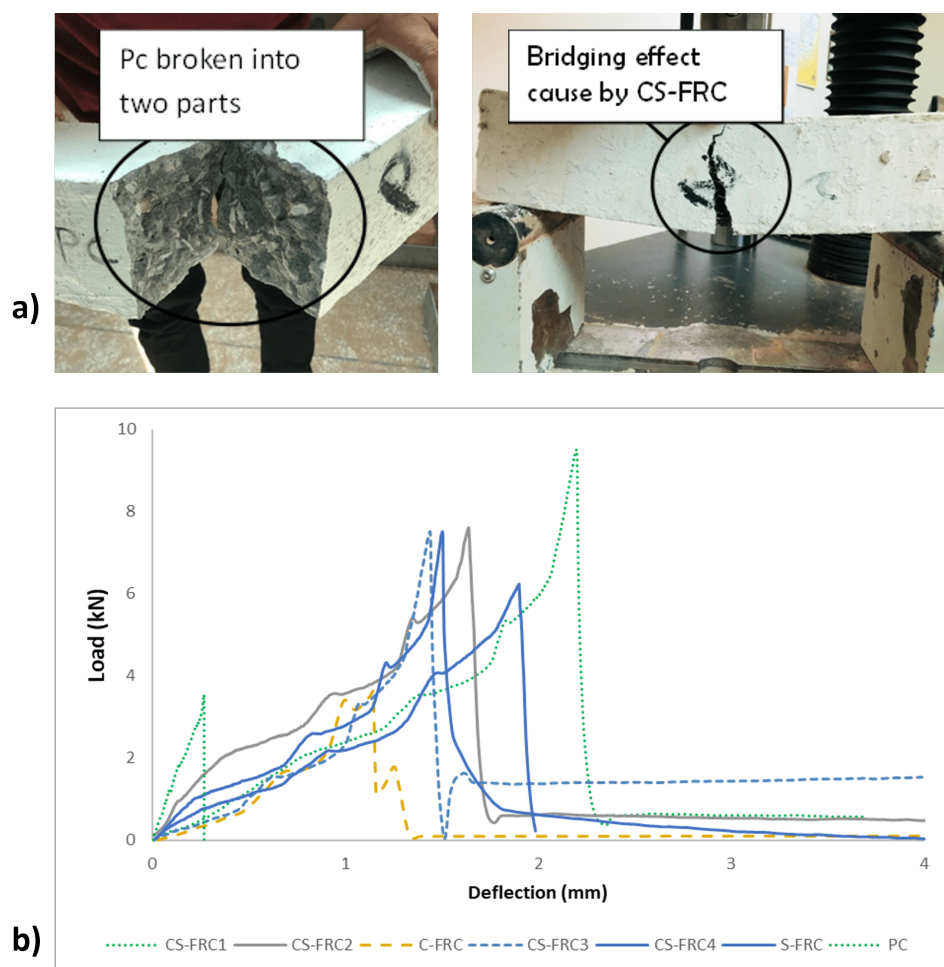 Pc broken into
two parts
Bridging effect
cause by CS-FRC
PC
a)
10
8
6
4
2
0
Load (kN)
0 1 2 3 4
Deflection (mm)
b)
CS-FRC1 CS-FRC2 C-FRC CS-FRC3 CS-FRC4 S-FRC PC